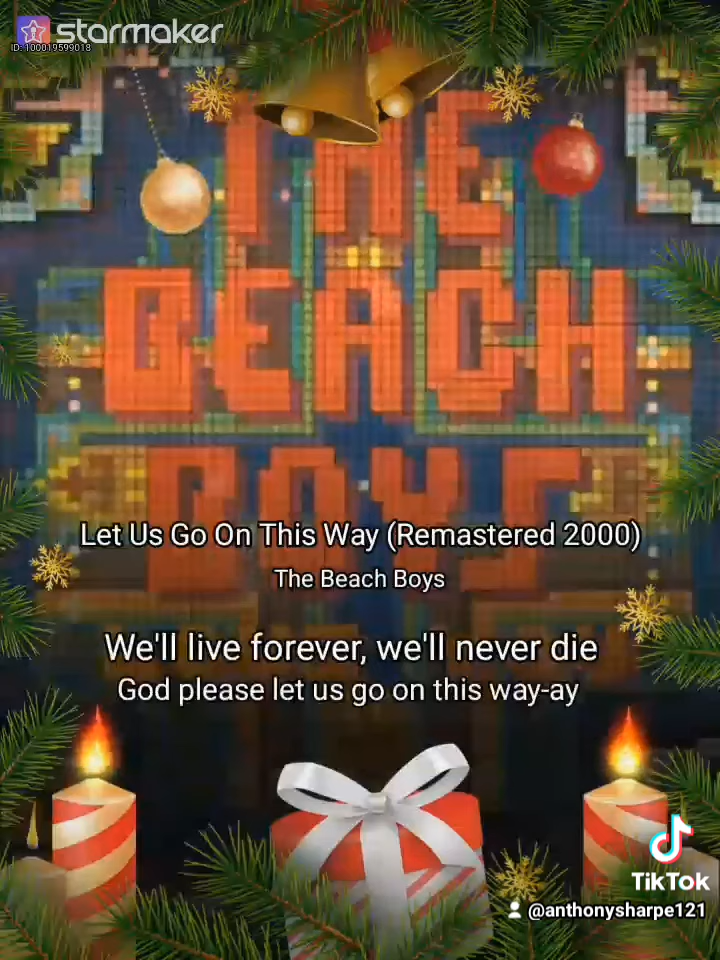 starmaker
ID: 100019599018
THE
BEACH
BOYS
Let Us Go On This Way (Remastered 2000)
The Beach Boys
We'll live forever, we'll never die
God please let us go on this way-ay
TikTok
@anthonysharpe121